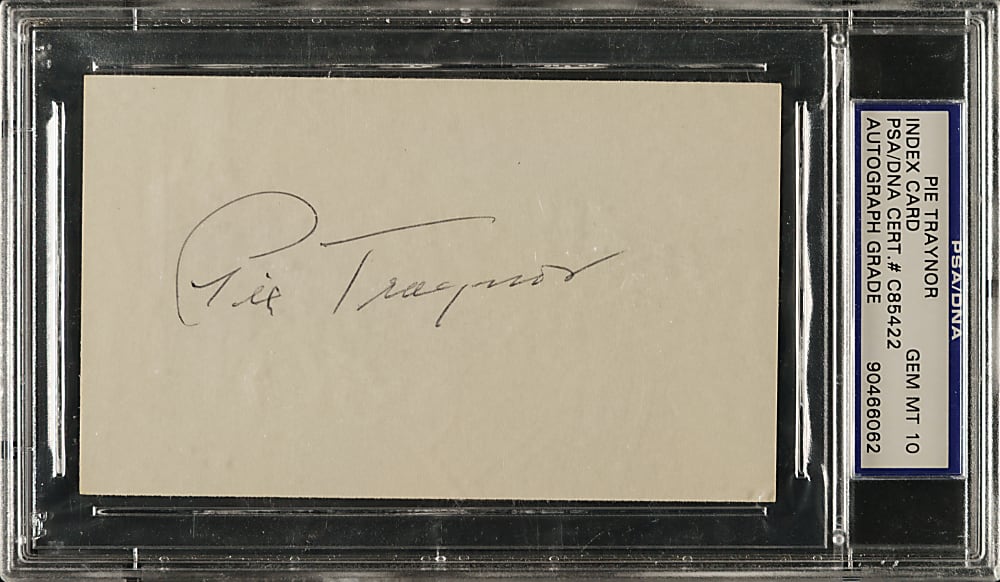 Pie Traynor
PSA/DNA
PIE TRAYNOR
INDEX CARD GEM MT 10
PSA/DNA CERT.# C85422
AUTOGRAPH GRADE 90466062